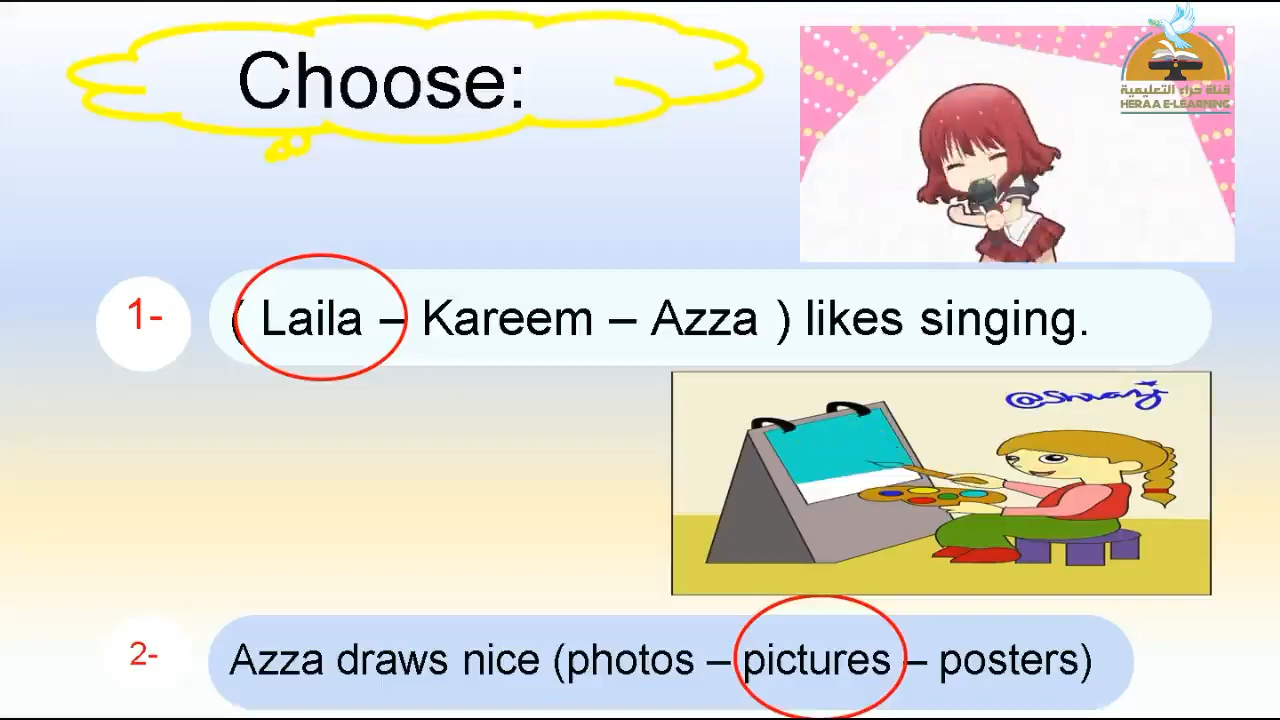 Choose:
قناة حراء التعليمية
HERAA E-LEARNING
1- ( Laila – Kareem – Azza ) likes singing.
@Shrazy
2- Azza draws nice (photos – pictures – posters)